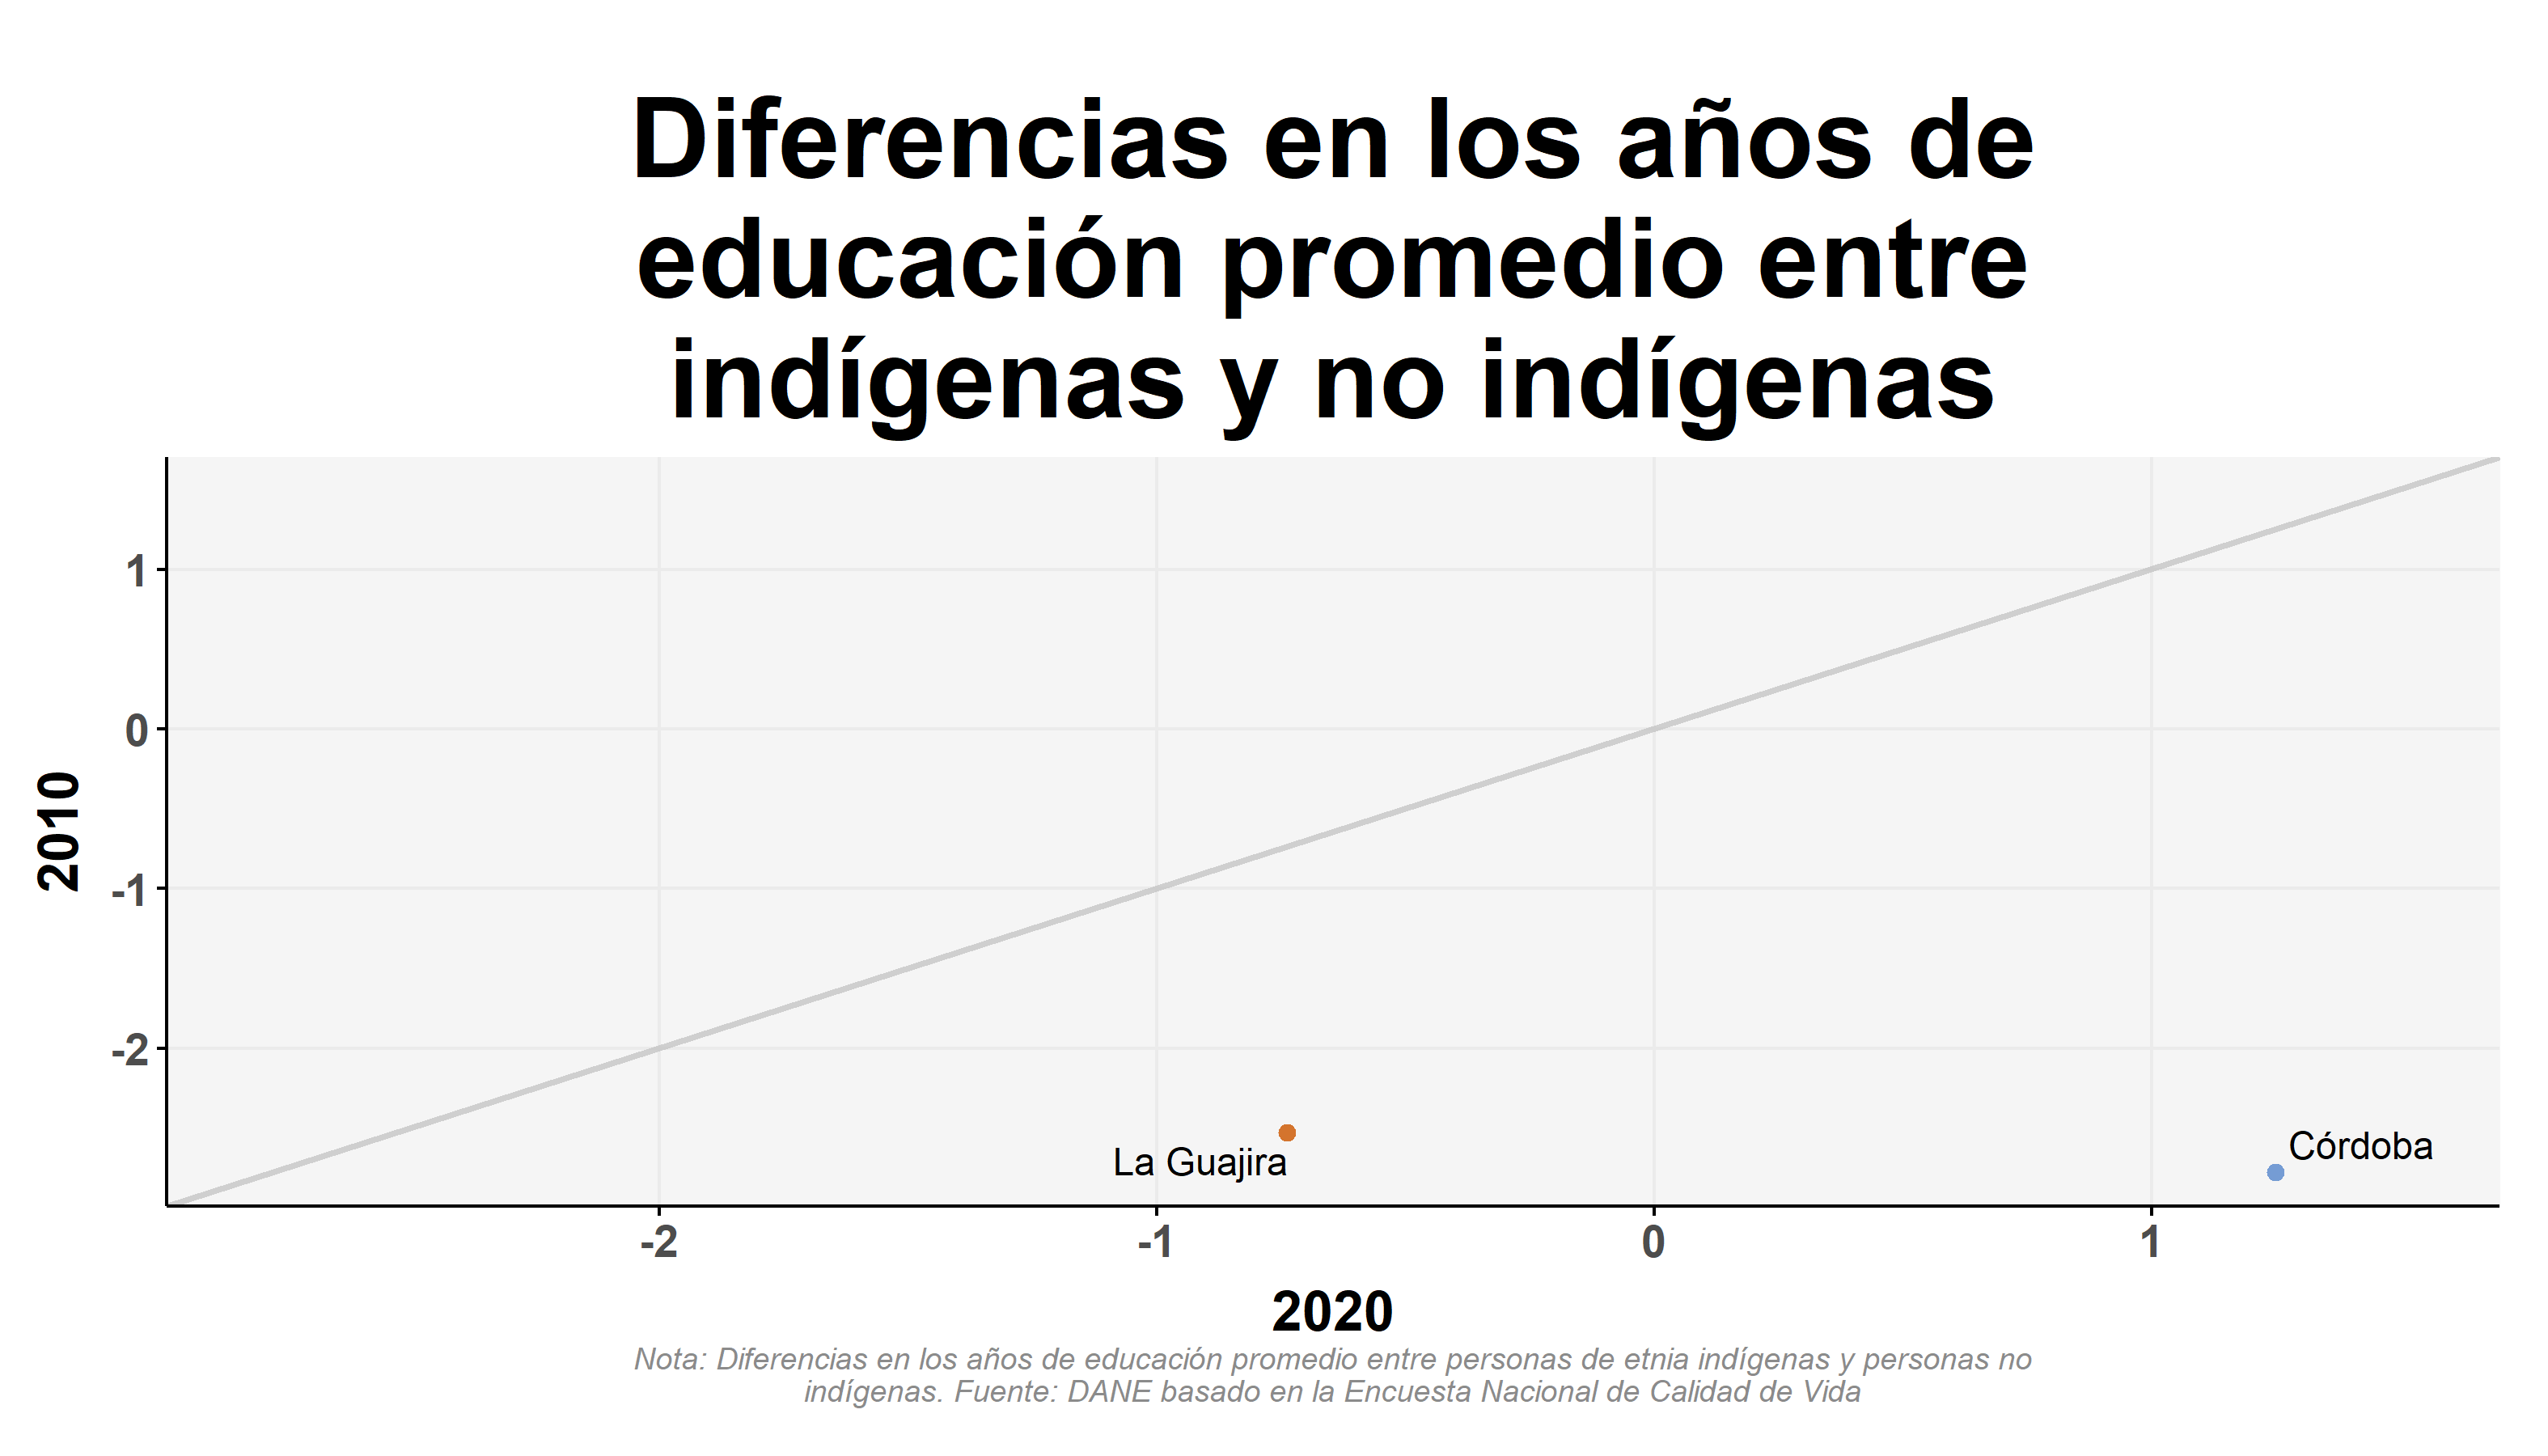 Diferencias en los años de
educación promedio entre
indígenas y no indígenas
1
0
-1
-2
2010
La Guajira
Córdoba
-2
-1
0
1
2020
Nota: Diferencias en los años de educación promedio entre personas de etnia indígenas y personas no
indígenas. Fuente: DANE basado en la Encuesta Nacional de Calidad de Vida